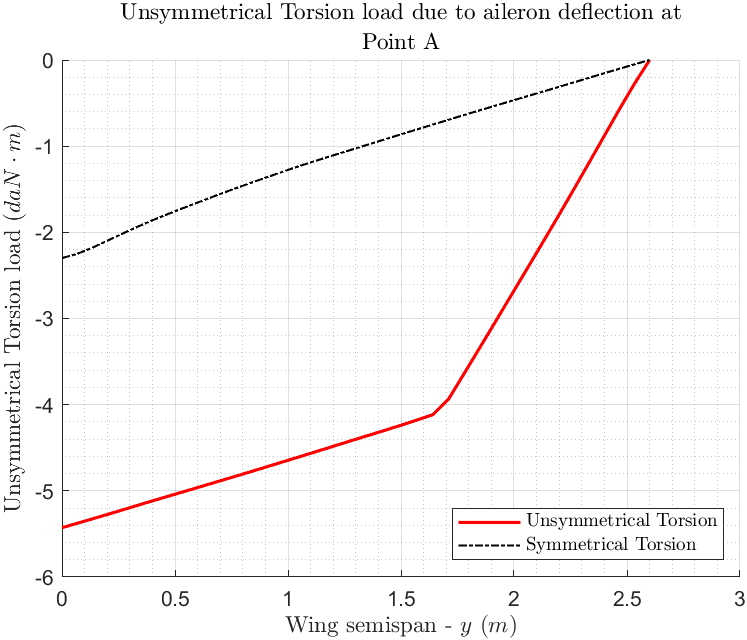 Unsymmetrical Torsion load due to aileron deflection at
Point A
Unsymmetrical Torsion load (daN · m)
0
-1
-2
-3
-4
-5
-6
0 0.5 1 1.5 2 2.5 3
Wing semispan - y (m)
Unsymmetrical Torsion
Symmetrical Torsion